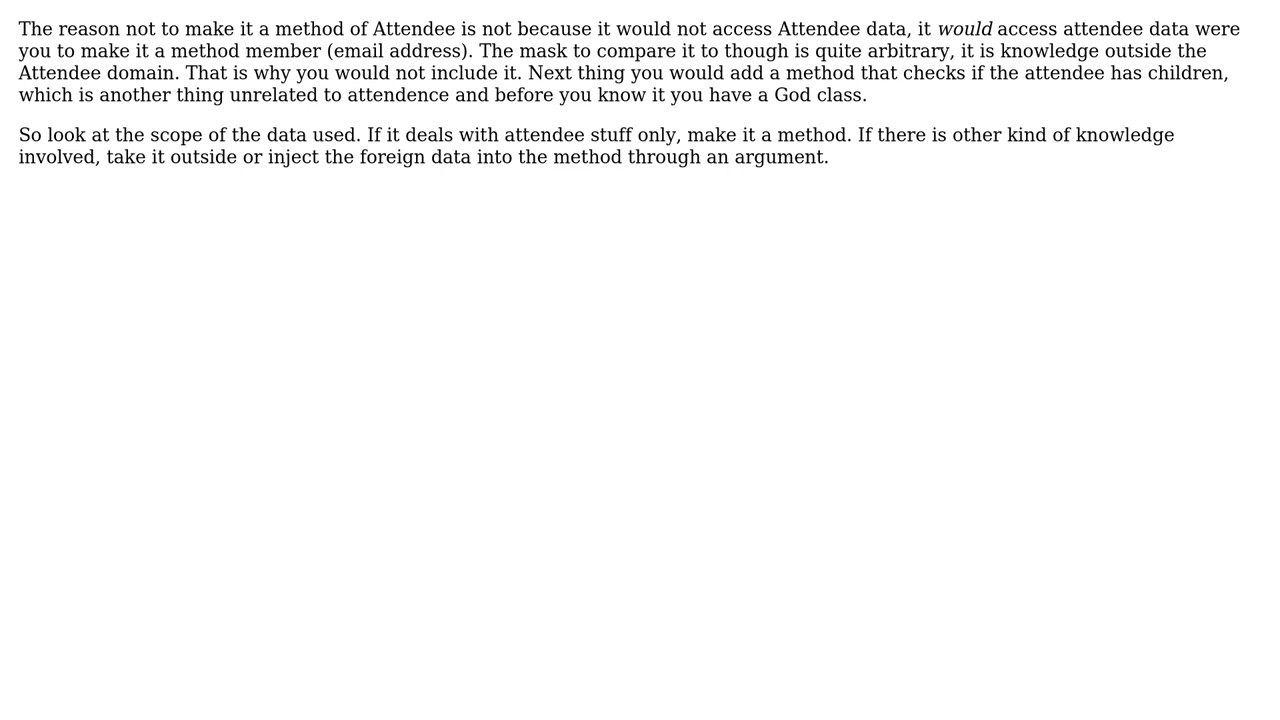 The reason not to make it a method of Attendee is not because it would not access Attendee data, it would access attendee data were
you to make it a method member (email address). The mask to compare it to though is quite arbitrary, it is knowledge outside the
Attendee domain. That is why you would not include it. Next thing you would add a method that checks if the attendee has children,
which is another thing unrelated to attendence and before you know it you have a God class.
So look at the scope of the data used. If it deals with attendee stuff only, make it a method. If there is other kind of knowledge
involved, take it outside or inject the foreign data into the method through an argument.